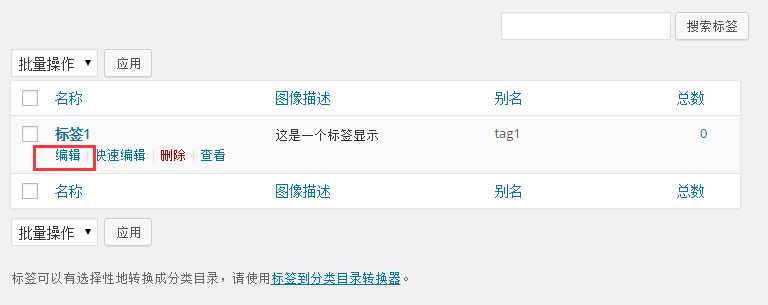 搜索标签
批量操作 应用
名称 图像描述 别名 总数
标签1 这是一个标签显示 tag1 0
编辑 | 快速编辑 | 删除 | 查看
名称 图像描述 别名 总数
批量操作 应用
标签可以有选择性地转换成分类目录，请使用标签到分类目录转换器。